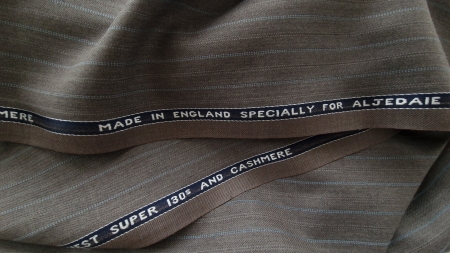 MADE IN ENGLAND SPECIALLY FOR ALJEDAIE
SUPER 130s AND CASHMERE